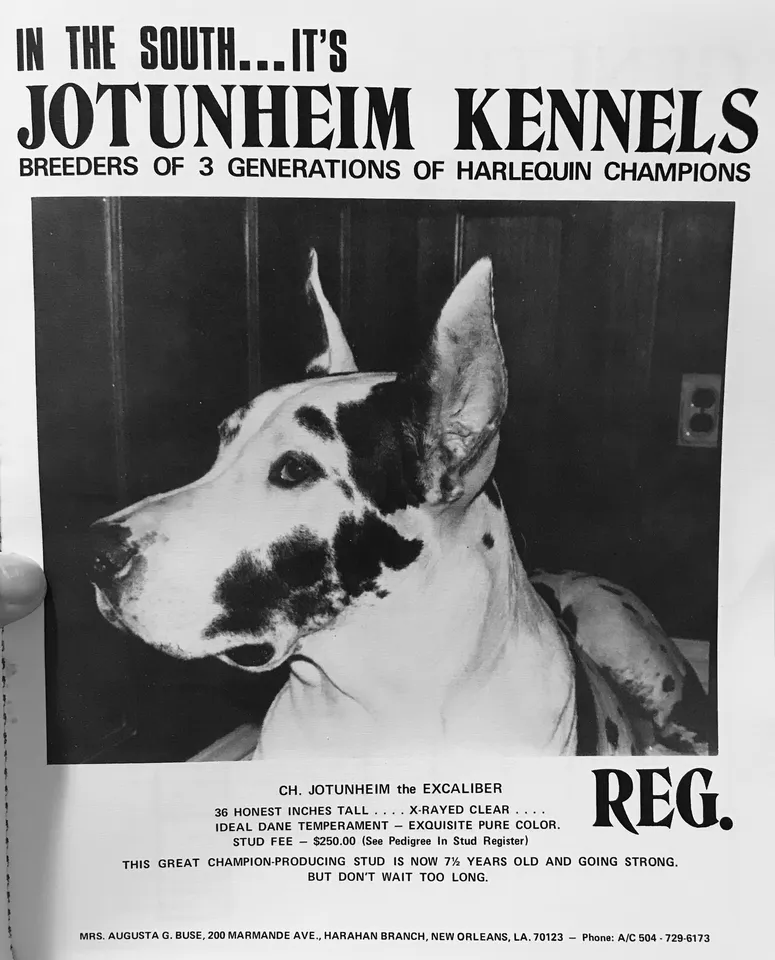 IN THE SOUTH...IT'S
JOTUNHEIM KENNELS
BREEDERS OF 3 GENERATIONS OF HARLEQUIN CHAMPIONS
CH. JOTUNHEIM the EXCALIBER
REG.
36 HONEST INCHES TALL .... X-RAYED CLEAR ....
IDEAL DANE TEMPERAMENT – EXQUISITE PURE COLOR.
STUD FEE – $250.00 (See Pedigree In Stud Register)
THIS GREAT CHAMPION-PRODUCING STUD IS NOW 7½ YEARS OLD AND GOING STRONG.
BUT DON'T WAIT TOO LONG.
MRS. AUGUSTA G. BUSE, 200 MARMANDE AVE., HARAHAN BRANCH, NEW ORLEANS, LA. 70123 – Phone: A/C 504 - 729-6173